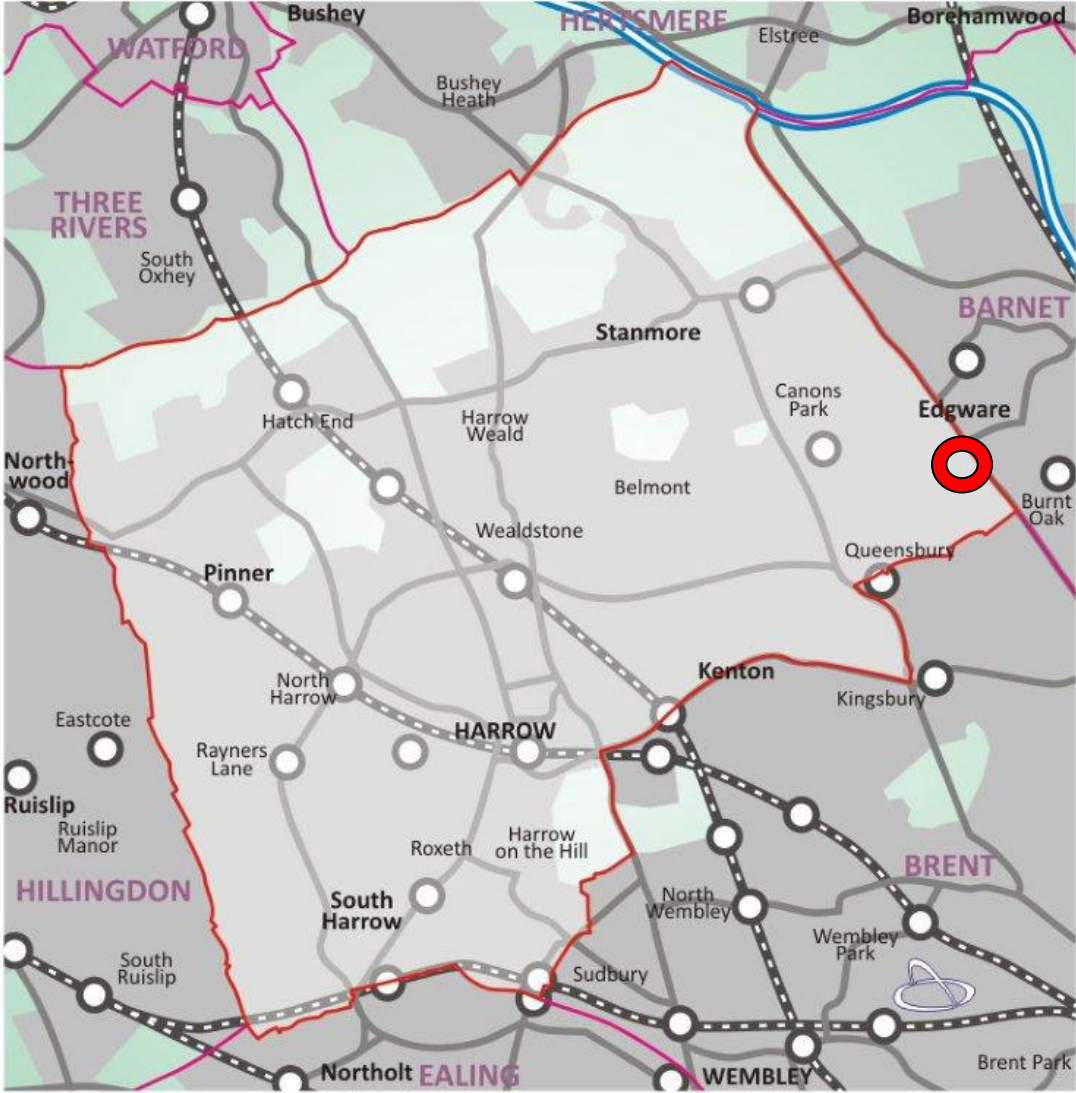 Bushey
HERTSMERE
Borehamwood
WATFORD
Elstree
Bushey
Heath
THREE
RIVERS
South
Oxhey
BARNET
Stanmore
Canons
Park
Edgware
Hatch End
Harrow
Weald
North-
wood
Belmont
Burnt
Oak
Wealdstone
Queensbury
Pinner
Kenton
North
Harrow
Kingsbury
Eastcote
HARROW
Rayners
Lane
Ruislip
Ruislip
Manor
Roxeth
Harrow
on the Hill
BRENT
HILLINGDON
South
Harrow
North
Wembley
Wembley
Park
South
Ruislip
Sudbury
Brent Park
Northolt
EALING
WEMBLEY